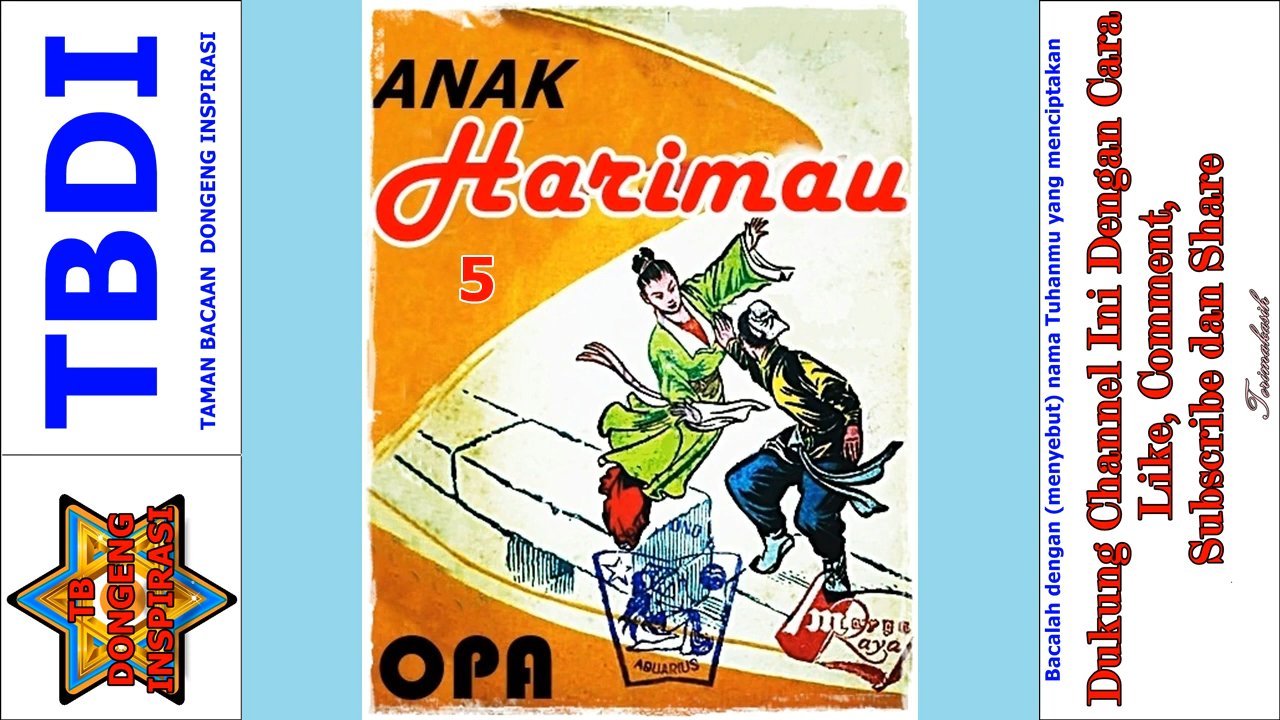 TBDI
TAMAN BACAAN DONGENG INSPIRASI
TB
DONGENG
INSPIRASI
ANAK
Harimau
5
AQUARIUS
Marga
Raya
OPA
Bacalah dengan (menyebut) nama Tuhanmu yang menciptakan
Dukung Channel Ini Dengan Cara
Like, Comment,
Subscribe dan Share
Terimakasih